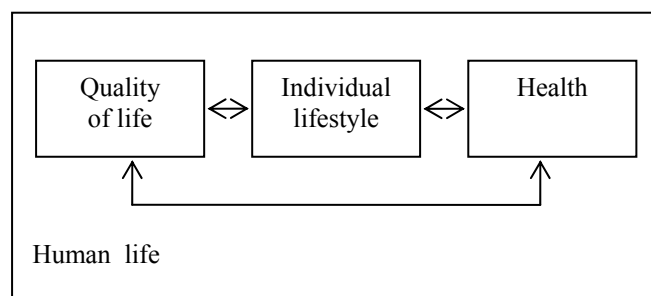 Quality
of life
Individual
lifestyle
Health
Human life